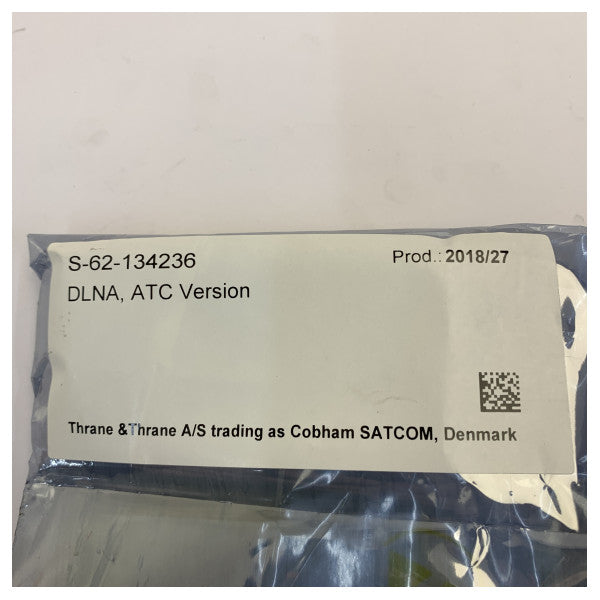 S-62-134236 Prod.: 2018/27
DLNA, ATC Version
Thrane &Thrane A/S trading as Cobham SATCOM, Denmark